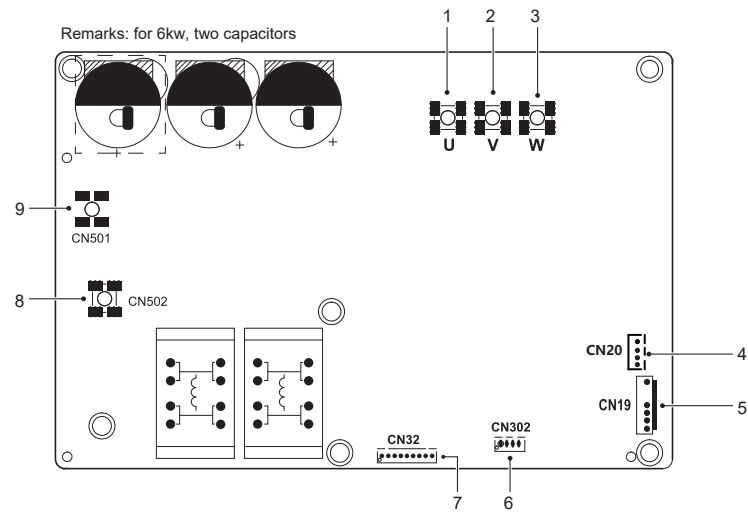 1 2 3
Remarks: for 6kw, two capacitors
+ + +
U V W
9
CN501
8 CN502
CN20 4
CN19 5
CN32 CN302
7 6